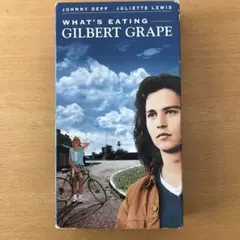 JOHNNY DEPP JULIETTE LEWIS
WHAT'S EATING
GILBERT GRAPE